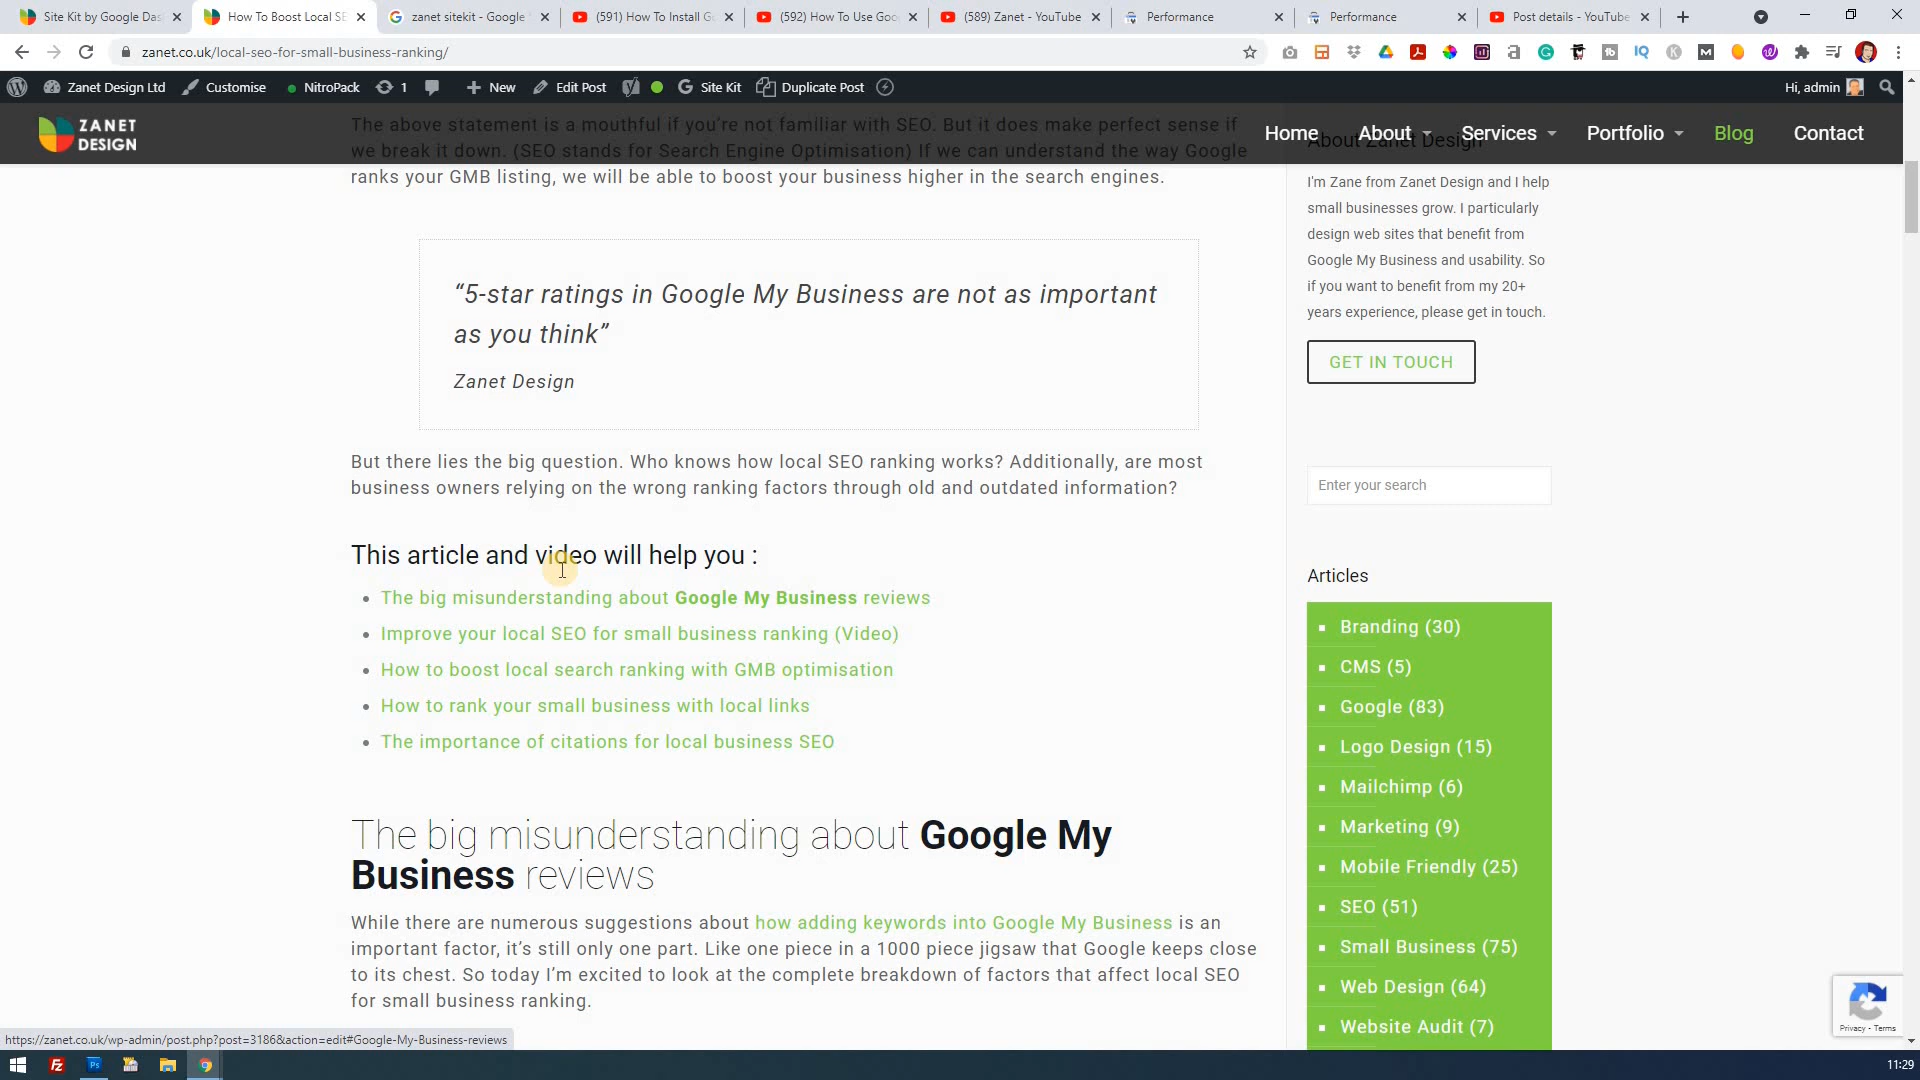 Site Kit by Google Das
How To Boost Local SE
zanet sitekit - Google
(591) How To Install G
(592) How To Use Goo
(589) Zanet - YouTube
Performance
Performance
Post details - YouTube
zanet.co.uk/local-seo-for-small-business-ranking/
Zanet Design Ltd
Customise
NitroPack
1
New
Edit Post
Site Kit
Duplicate Post
Hi, admin
ZANET
DESIGN
Home
About
Services
Portfolio
Blog
Contact
The above statement is a mouthful if you're not familiar with SEO. But it does make perfect sense if
we break it down. (SEO stands for Search Engine Optimisation) If we can understand the way Google
ranks your GMB listing, we will be able to boost your business higher in the search engines.
“5-star ratings in Google My Business are not as important
as you think”
Zanet Design
But there lies the big question. Who knows how local SEO ranking works? Additionally, are most
business owners relying on the wrong ranking factors through old and outdated information?
This article and video will help you :
The big misunderstanding about Google My Business reviews
Improve your local SEO for small business ranking (Video)
How to boost local search ranking with GMB optimisation
How to rank your small business with local links
The importance of citations for local business SEO
The big misunderstanding about Google My
Business reviews
While there are numerous suggestions about how adding keywords into Google My Business is an
important factor, it's still only one part. Like one piece in a 1000 piece jigsaw that Google keeps close
to its chest. So today I'm excited to look at the complete breakdown of factors that affect local SEO
for small business ranking.
About Zanet Design
I'm Zane from Zanet Design and I help
small businesses grow. I particularly
design web sites that benefit from
Google My Business and usability. So
if you want to benefit from my 20+
years experience, please get in touch.
GET IN TOUCH
Enter your search
Articles
Branding (30)
CMS (5)
Google (83)
Logo Design (15)
Mailchimp (6)
Marketing (9)
Mobile Friendly (25)
SEO (51)
Small Business (75)
Web Design (64)
Website Audit (7)
Privacy - Terms
https://zanet.co.uk/wp-admin/post.php?post=3186&action=edit#Google-My-Business-reviews
11:29